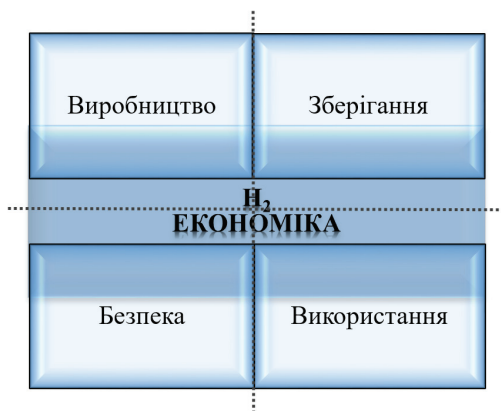 Виробництво
Зберігання
H₂
ЕКОНОМІКА
Безпека
Використання